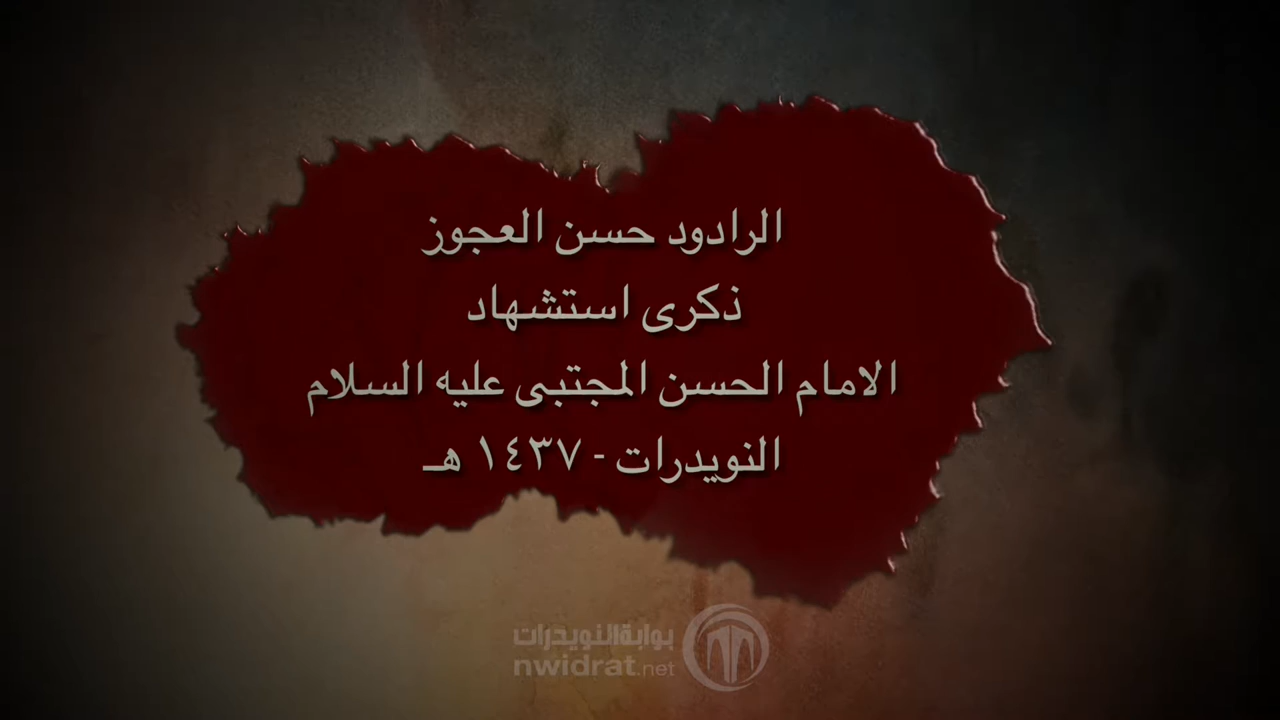 الرادود حسن العجوز
ذكرى استشهاد
الامام الحسن المجتبى عليه السلام
النويدرات - ١٤٣٧ هـ
بوابة النويدرات
nwidrat.net